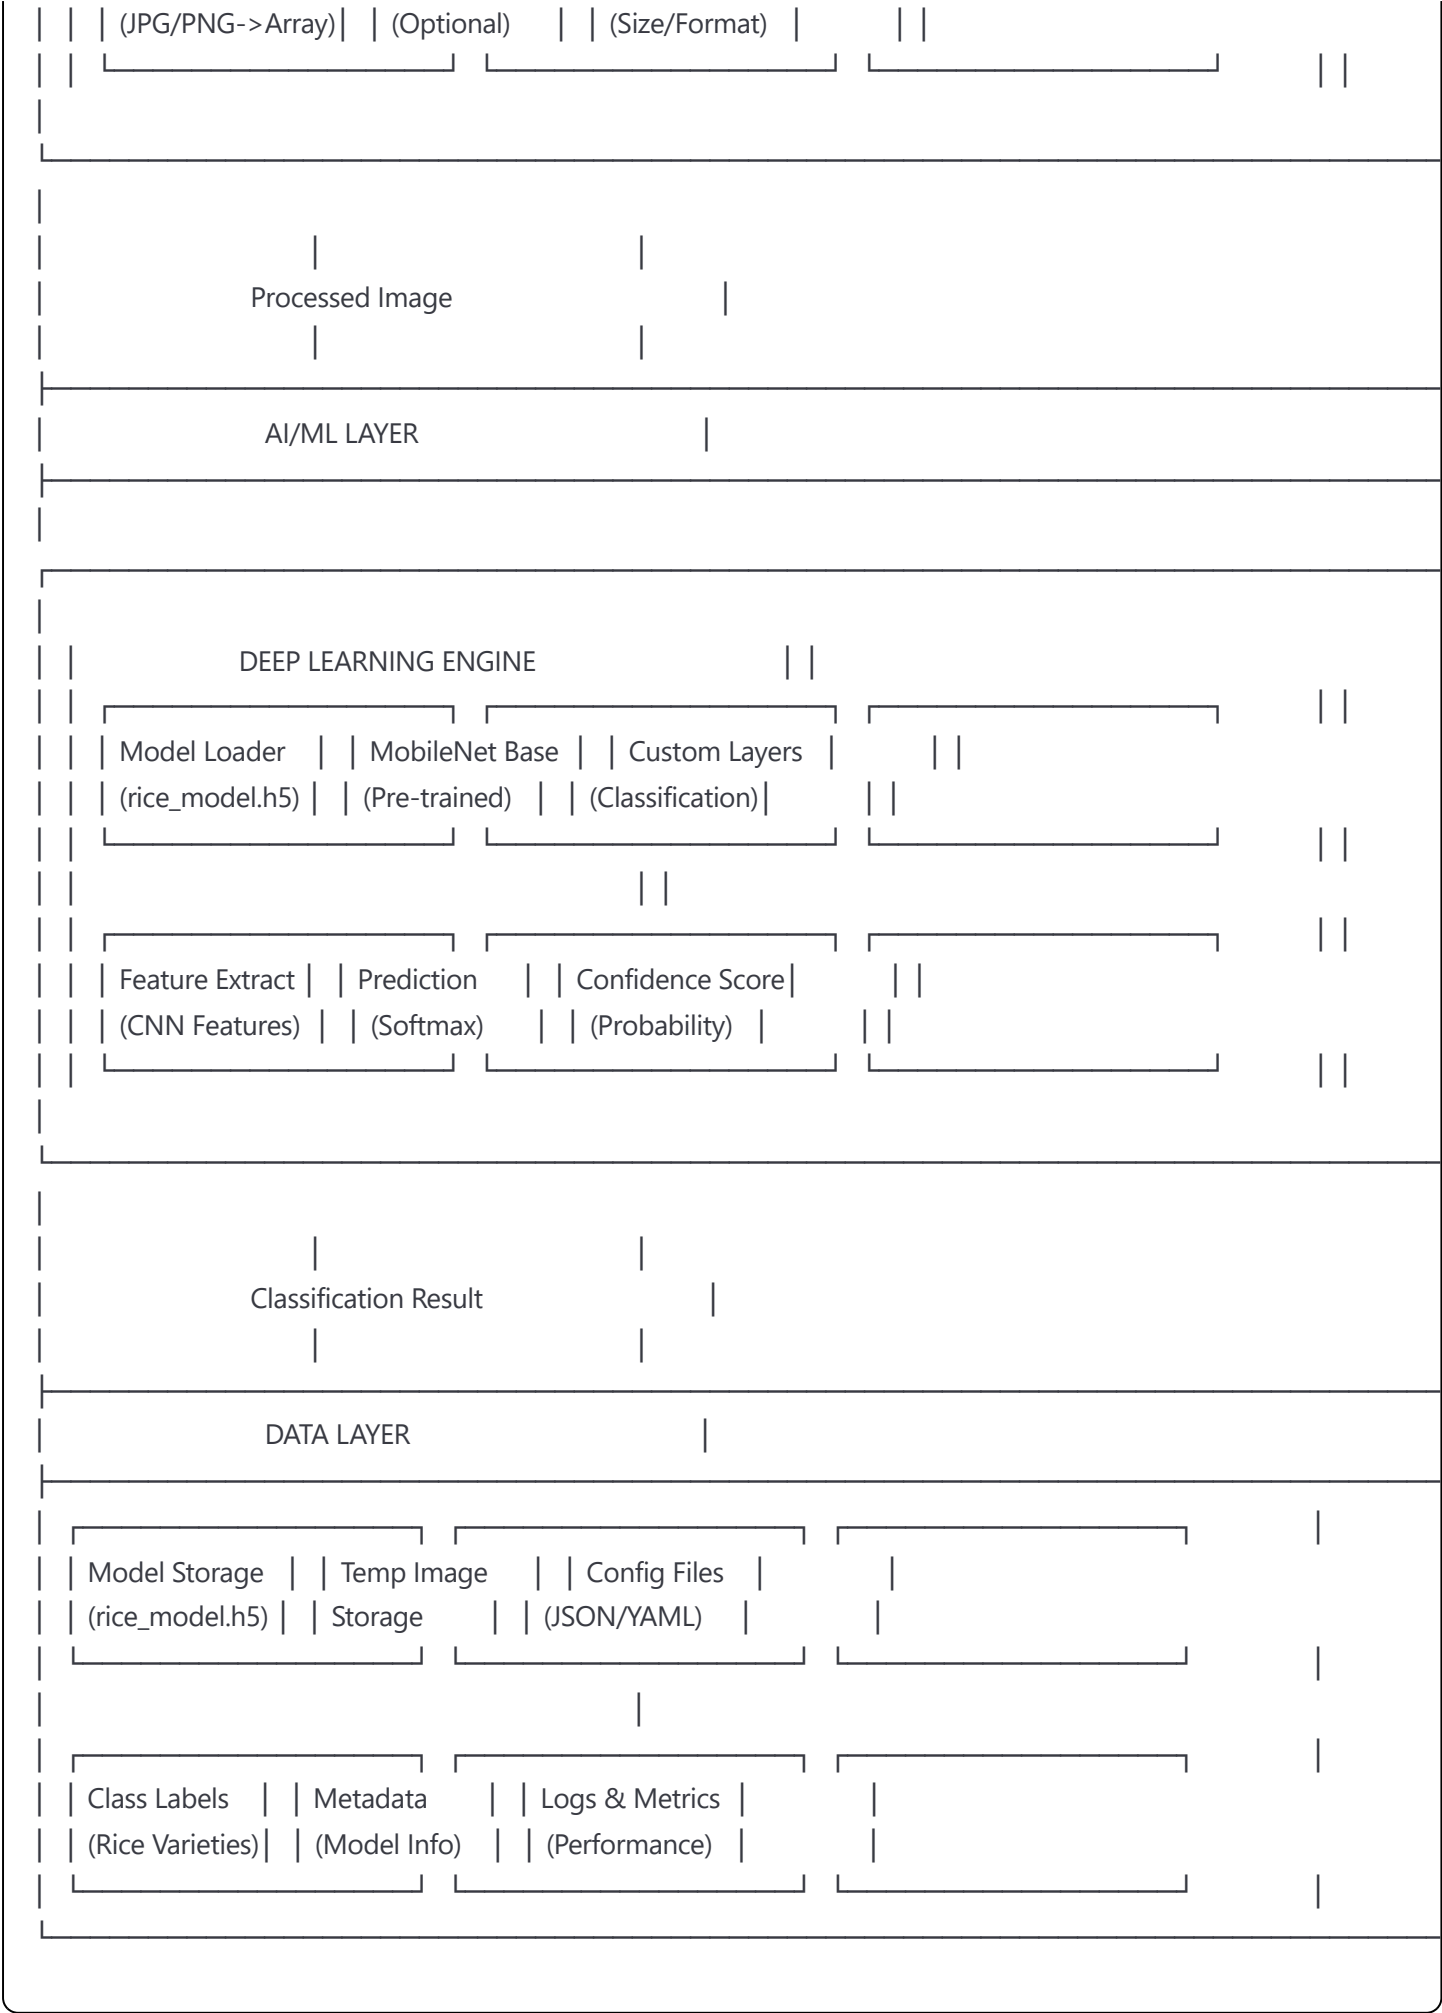 (JPG/PNG->Array) (Optional) (Size/Format)
Processed Image
AI/ML LAYER
DEEP LEARNING ENGINE
Model Loader MobileNet Base Custom Layers
(rice_model.h5) (Pre-trained) (Classification)
Feature Extract Prediction Confidence Score
(CNN Features) (Softmax) (Probability)
Classification Result
DATA LAYER
Model Storage Temp Image Config Files
(rice_model.h5) Storage (JSON/YAML)
Class Labels Metadata Logs & Metrics
(Rice Varieties) (Model Info) (Performance)